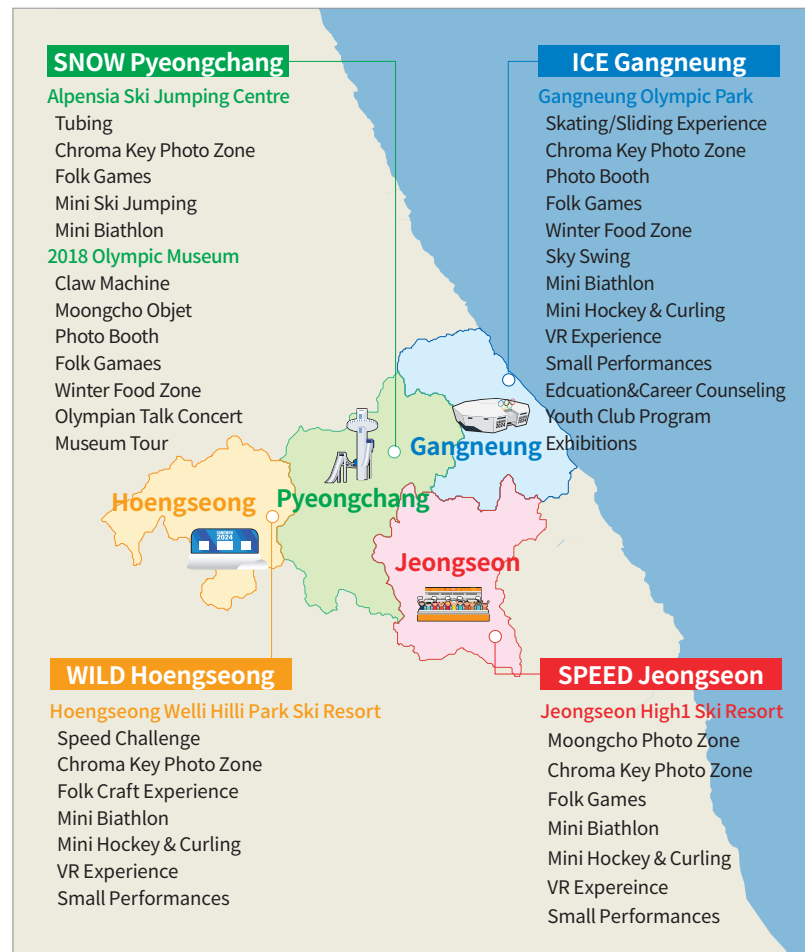 SNOW Pyeongchang
Alpensia Ski Jumping Centre
Tubing
Chroma Key Photo Zone
Folk Games
Mini Ski Jumping
Mini Biathlon
2018 Olympic Museum
Claw Machine
Moongcho Objet
Photo Booth
Folk Gamaes
Winter Food Zone
Olympian Talk Concert
Museum Tour
ICE Gangneung
Gangneung Olympic Park
Skating/Sliding Experience
Chroma Key Photo Zone
Photo Booth
Folk Games
Winter Food Zone
Sky Swing
Mini Biathlon
Mini Hockey & Curling
VR Experience
Small Performances
Edcuation&Career Counseling
Youth Club Program
Exhibitions
Gangneung
Hoengseong
Pyeongchang
2024
Jeongseon
WILD Hoengseong
Hoengseong Welli Hilli Park Ski Resort
Speed Challenge
Chroma Key Photo Zone
Folk Craft Experience
Mini Biathlon
Mini Hockey & Curling
VR Experience
Small Performances
SPEED Jeongseon
Jeongseon High1 Ski Resort
Moongcho Photo Zone
Chroma Key Photo Zone
Folk Games
Mini Biathlon
Mini Hockey & Curling
VR Expereince
Small Performances